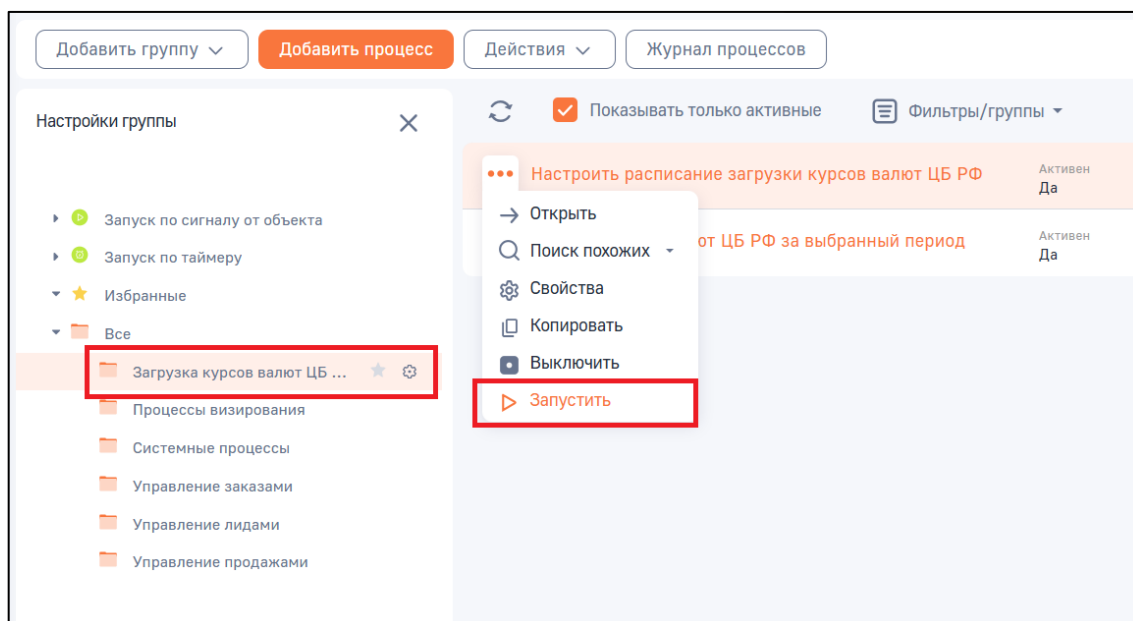 Добавить группу
Добавить процесс
Действия
Журнал процессов
Настройки группы
Показывать только активные
Фильтры/группы
Настроить расписание загрузки курсов валют ЦБ РФ
Активен
Да
от ЦБ РФ за выбранный период
Активен
Да
Открыть
Поиск похожих
Свойства
Копировать
Выключить
Запустить
Запуск по сигналу от объекта
Запуск по таймеру
Избранные
Все
Загрузка курсов валют ЦБ ...
Процессы визирования
Системные процессы
Управление заказами
Управление лидами
Управление продажами